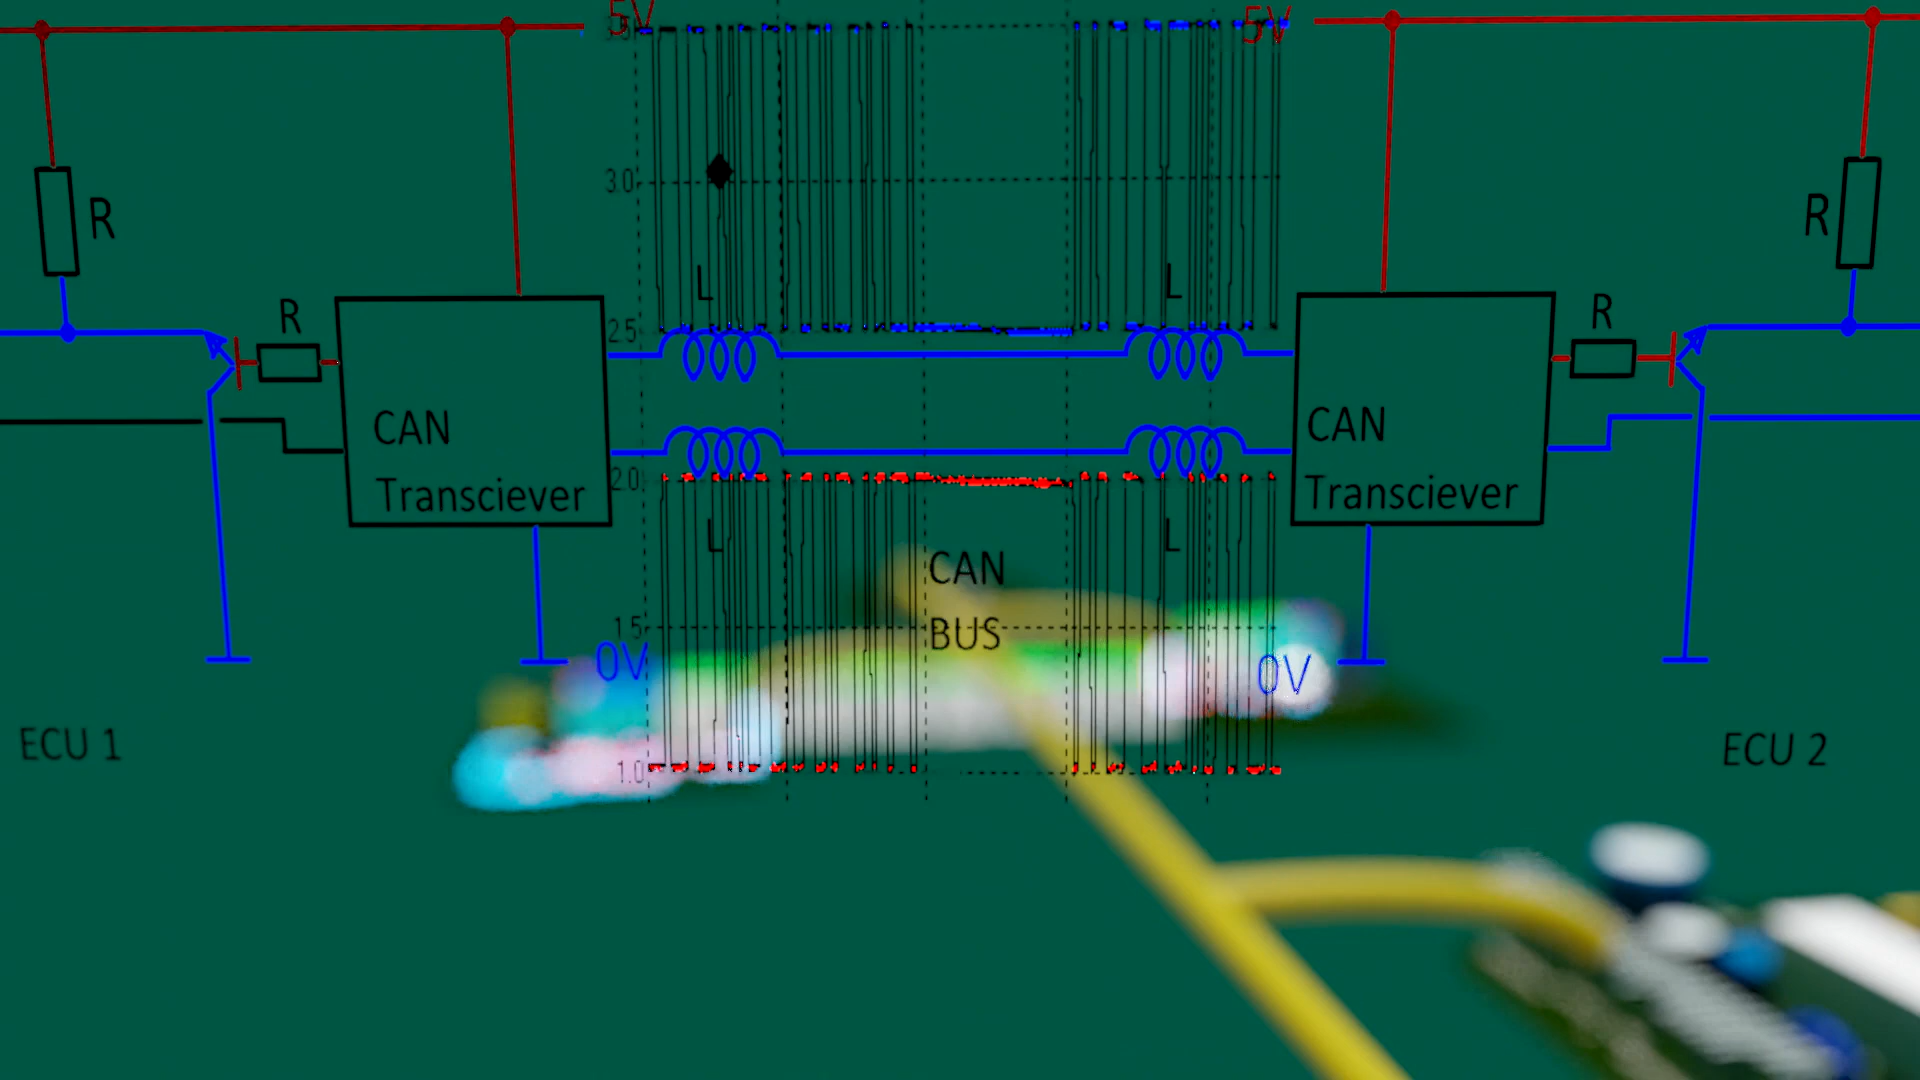 5V
5V
3.0
R
R
L
L
R
R
2.5
CAN
Transciever
CAN
Transciever
2.0
L
L
CAN
BUS
1.5
0V
0V
1.0
ECU 1
ECU 2